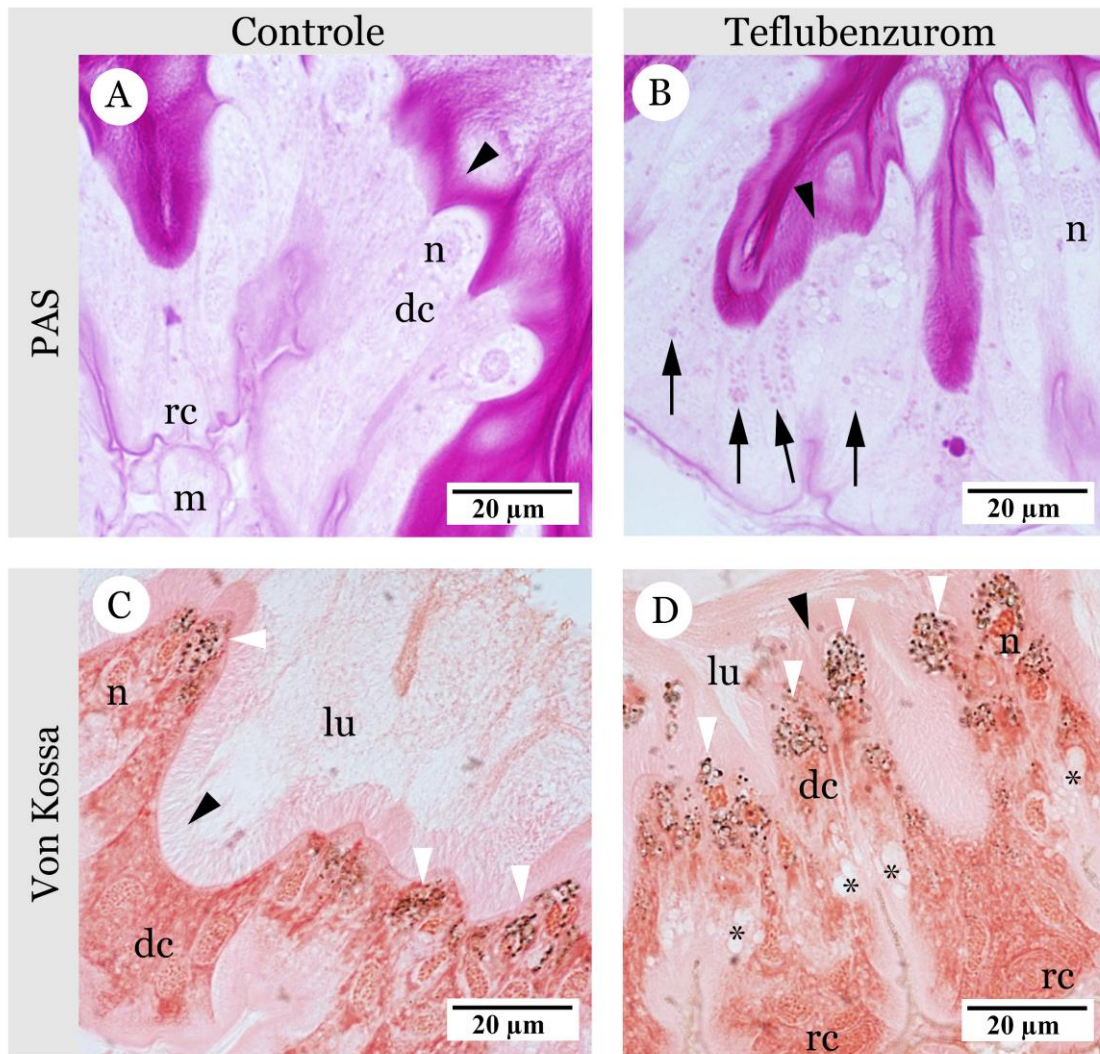 Controle
Teflubenzurom
PAS
A
n
dc
rc
m
20 µm
B
n
20 µm
Von Kossa
C
n
lu
dc
20 µm
D
lu
n
dc
*
*
*
*
rc
rc
20 µm